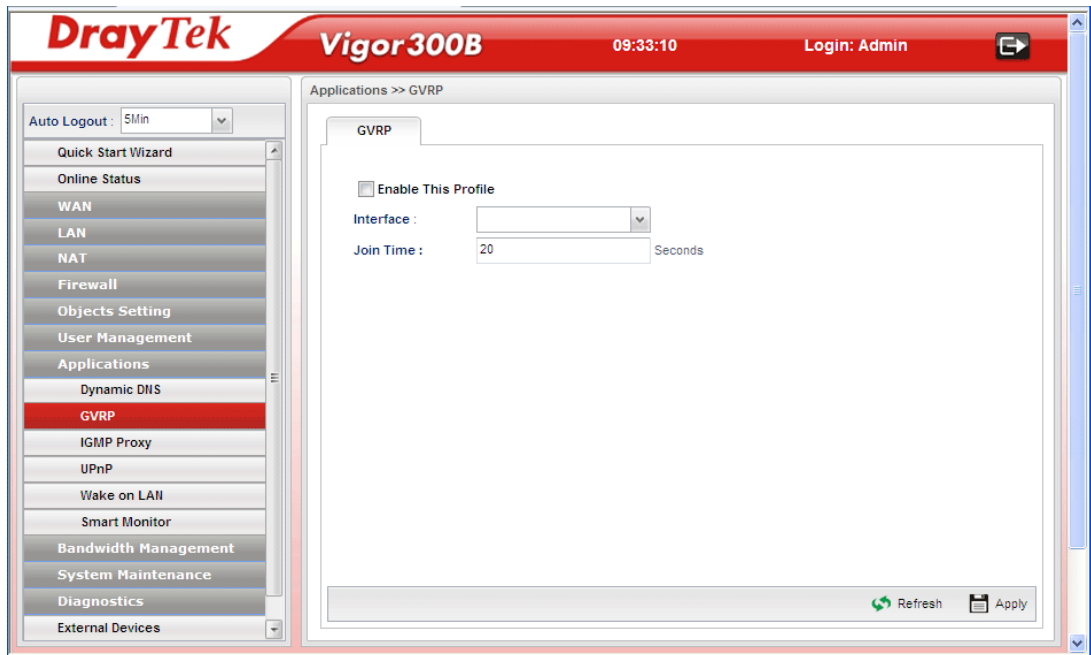 DrayTek Vigor300B 09:33:10 Login: Admin
Auto Logout : 5Min
Quick Start Wizard
Online Status
WAN
LAN
NAT
Firewall
Objects Setting
User Management
Applications
Dynamic DNS
GVRP
IGMP Proxy
UPnP
Wake on LAN
Smart Monitor
Bandwidth Management
System Maintenance
Diagnostics
External Devices
Applications >> GVRP
GVRP
Enable This Profile
Interface :
Join Time : 20 Seconds
Refresh Apply